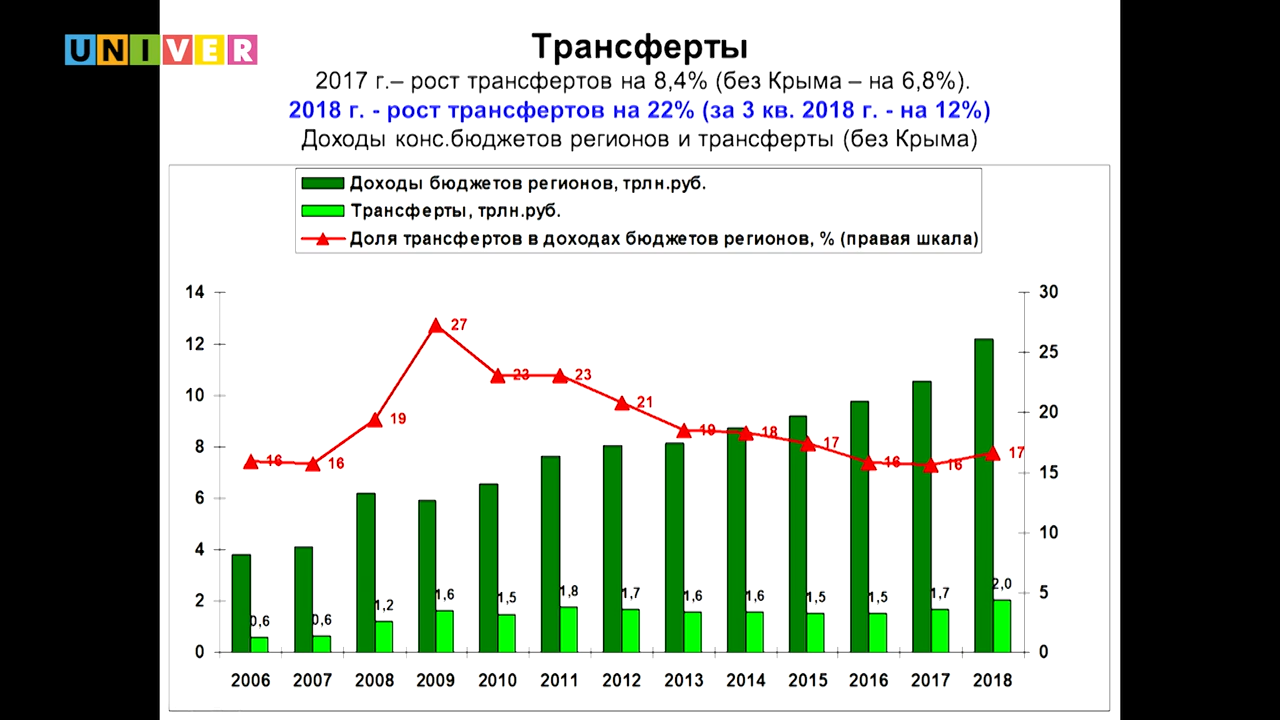 UNIVER
Трансферты
2017 г.– рост трансфертов на 8,4% (без Крыма – на 6,8%).
2018 г. - рост трансфертов на 22% (за 3 кв. 2018 г. - на 12%)
Доходы конс.бюджетов регионов и трансферты (без Крыма)
Доходы бюджетов регионов, трлн.руб.
Трансферты, трлн.руб.
Доля трансфертов в доходах бюджетов регионов, % (правая шкала)
14 30
27
12 25
23 23
10 21 20
19 19 18
8 17 17
16 16 16 16 15
6
4 10
2 5
0,6 0,6 1,2 1,6 1,5 1,8 1,7 1,6 1,6 1,5 1,5 1,7 2,0
0 0
2006 2007 2008 2009 2010 2011 2012 2013 2014 2015 2016 2017 2018